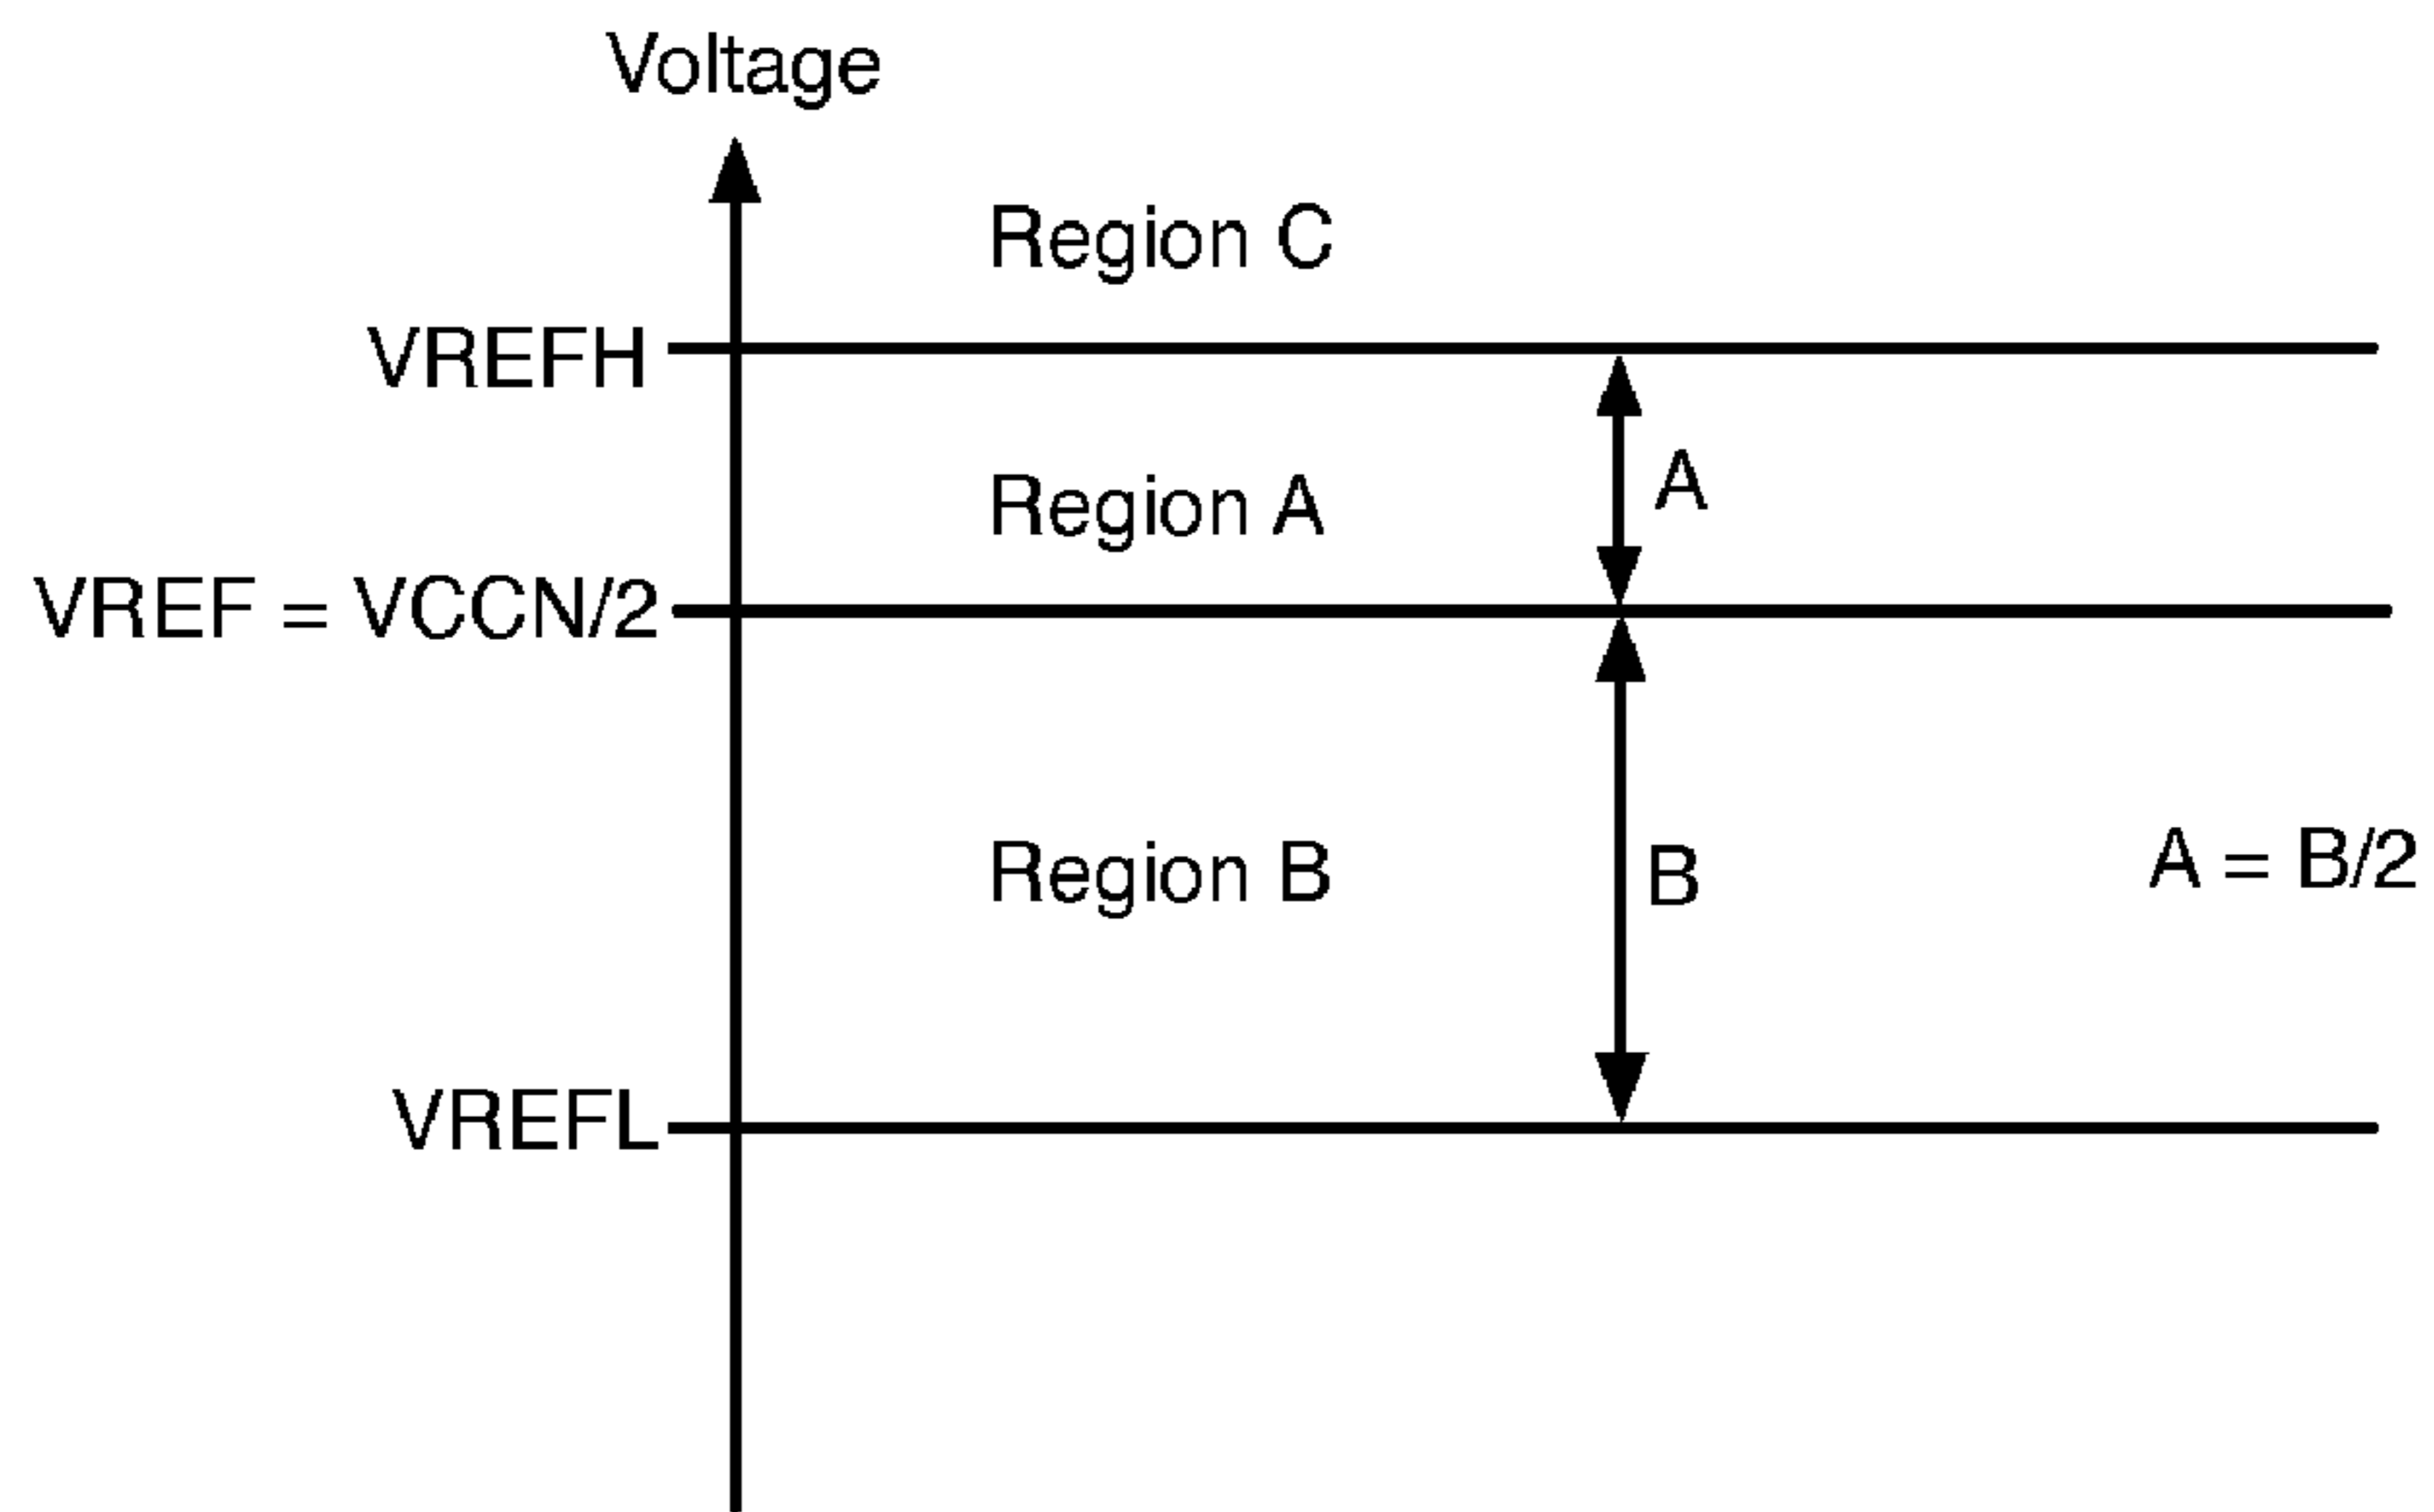 Voltage
Region C
VREFH
A
Region A
VREF = VCCN/2
Region B
B
A = B/2
VREFL